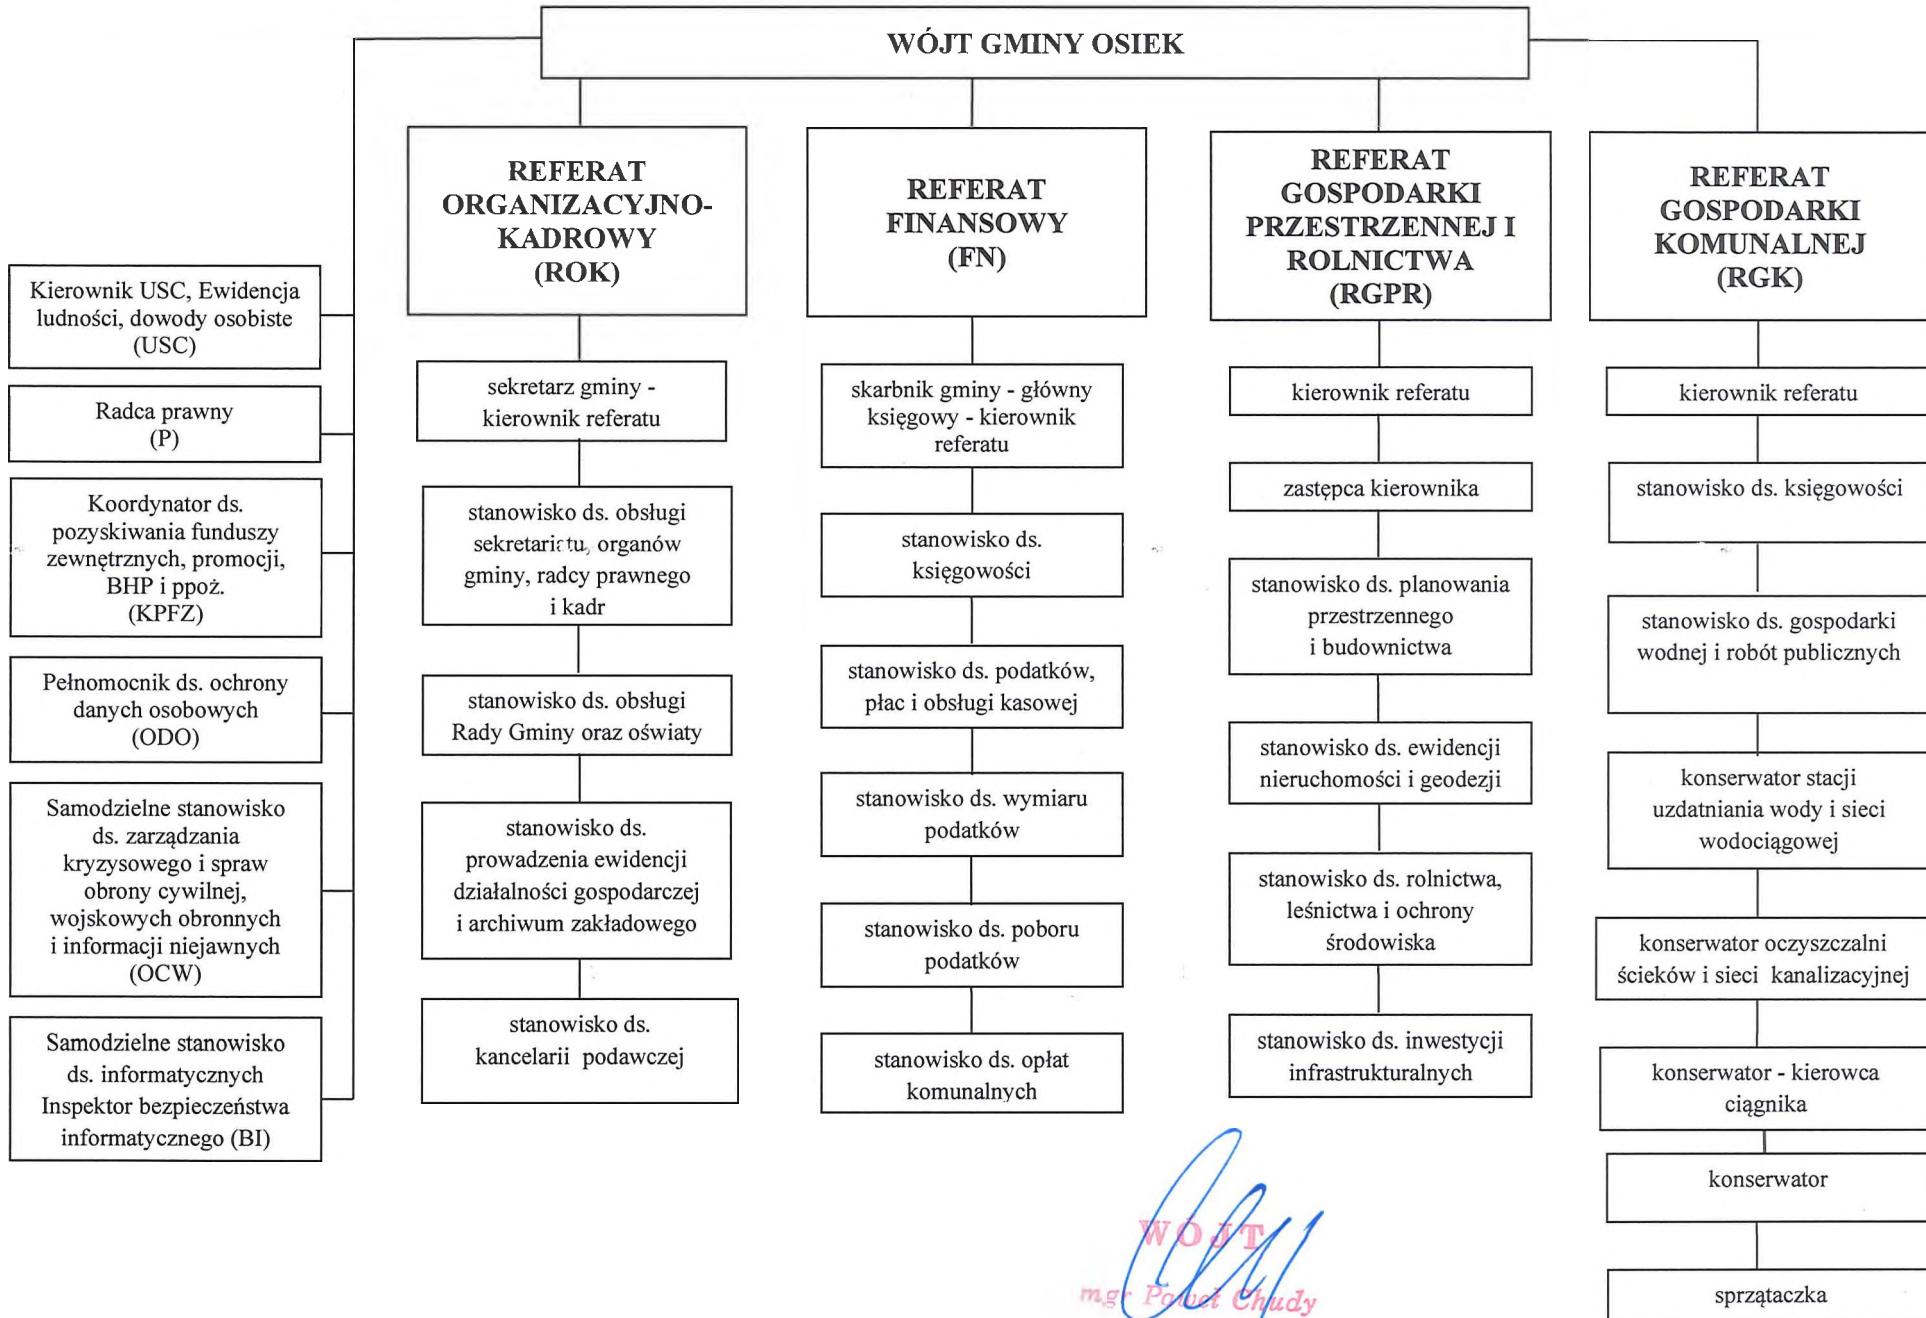 WÓJT GMINY OSIEK
Kierownik USC, Ewidencja
ludności, dowody osobiste
(USC)
Radca prawny
(P)
Koordynator ds.
pozyskiwania funduszy
zewnętrznych, promocji,
BHP i ppoż.
(KPFZ)
Pełnomocnik ds. ochrony
danych osobowych
(ODO)
Samodzielne stanowisko
ds. zarządzania
kryzysowego i spraw
obrony cywilnej,
wojskowych obronnych
i informacji niejawnych
(OCW)
Samodzielne stanowisko
ds. informatycznych
Inspektor bezpieczeństwa
informatycznego (BI)
REFERAT
ORGANIZACYJNO-
KADROWY
(ROK)
sekretarz gminy -
kierownik referatu
stanowisko ds. obsługi
sekretariatu, organów
gminy, radcy prawnego
i kadr
stanowisko ds. obsługi
Rady Gminy oraz oświaty
stanowisko ds.
prowadzenia ewidencji
działalności gospodarczej
i archiwum zakładowego
stanowisko ds.
kancelarii podawczej
REFERAT
FINANSOWY
(FN)
skarbnik gminy - główny
księgowy - kierownik
referatu
stanowisko ds.
księgowości
stanowisko ds. podatków,
płac i obsługi kasowej
stanowisko ds. wymiaru
podatków
stanowisko ds. poboru
podatków
stanowisko ds. opłat
komunalnych
REFERAT
GOSPODARKI
PRZESTRZENNEJ I
ROLNICTWA
(RGPR)
kierownik referatu
zastępca kierownika
stanowisko ds. planowania
przestrzennego
i budownictwa
stanowisko ds. ewidencji
nieruchomości i geodezji
stanowisko ds. rolnictwa,
leśnictwa i ochrony
środowiska
stanowisko ds. inwestycji
infrastrukturalnych
REFERAT
GOSPODARKI
KOMUNALNEJ
(RGK)
kierownik referatu
stanowisko ds. księgowości
stanowisko ds. gospodarki
wodnej i robót publicznych
konserwator stacji
uzdatniania wody i sieci
wodociągowej
konserwator oczyszczalni
ścieków i sieci kanalizacyjnej
konserwator - kierowca
ciągnika
konserwator
sprzątaczka
WÓJT
mgr Paweł Chudy